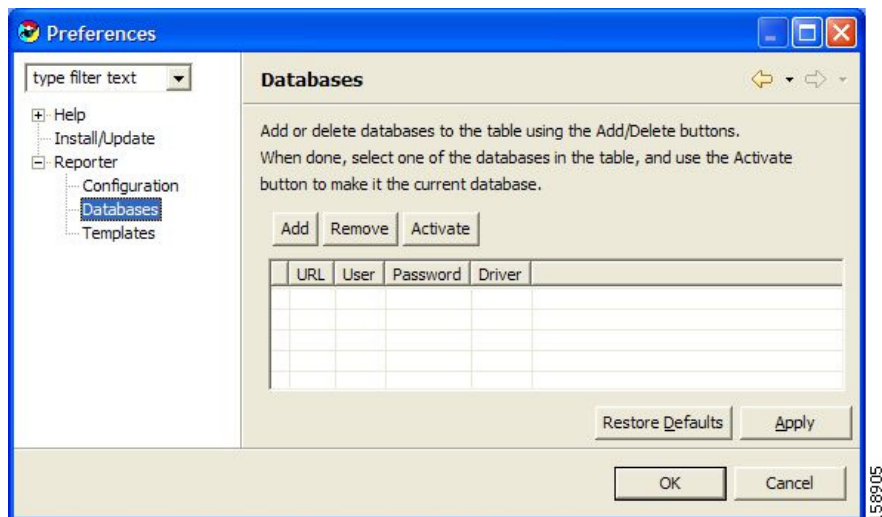 Preferences
type filter text
Help
Install/Update
Reporter
Configuration
Databases
Templates
Databases
Add or delete databases to the table using the Add/Delete buttons.
When done, select one of the databases in the table, and use the Activate
button to make it the current database.
Add Remove Activate
URL User Password Driver
Restore Defaults Apply
OK Cancel
58905